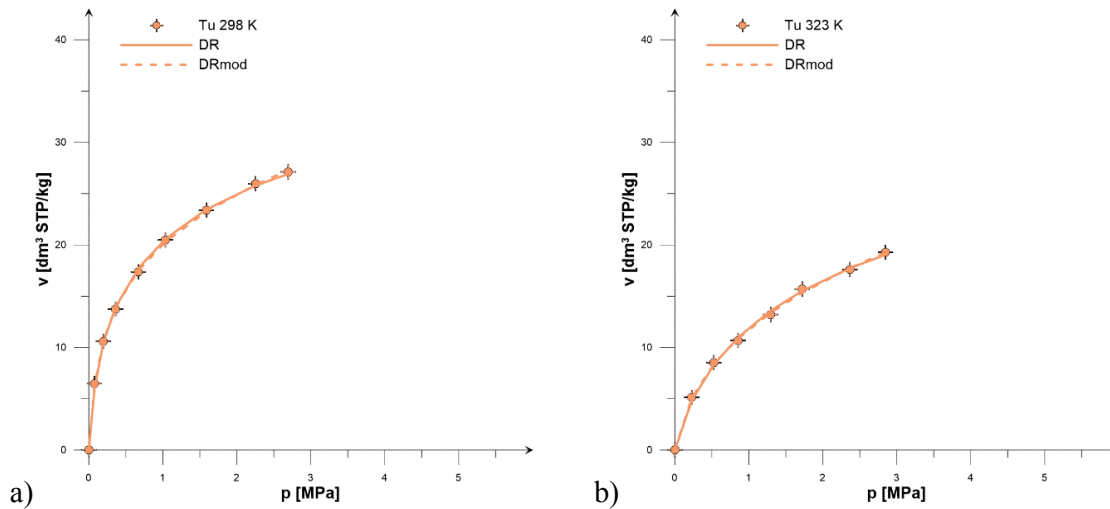 Tu 298 K
DR
DRmod
40
30
20
10
0
v [dm³ STP/kg]
0 1 2 3 4 5
p [MPa]
a)
Tu 323 K
DR
DRmod
40
30
20
10
0
v [dm³ STP/kg]
0 1 2 3 4 5
p [MPa]
b)